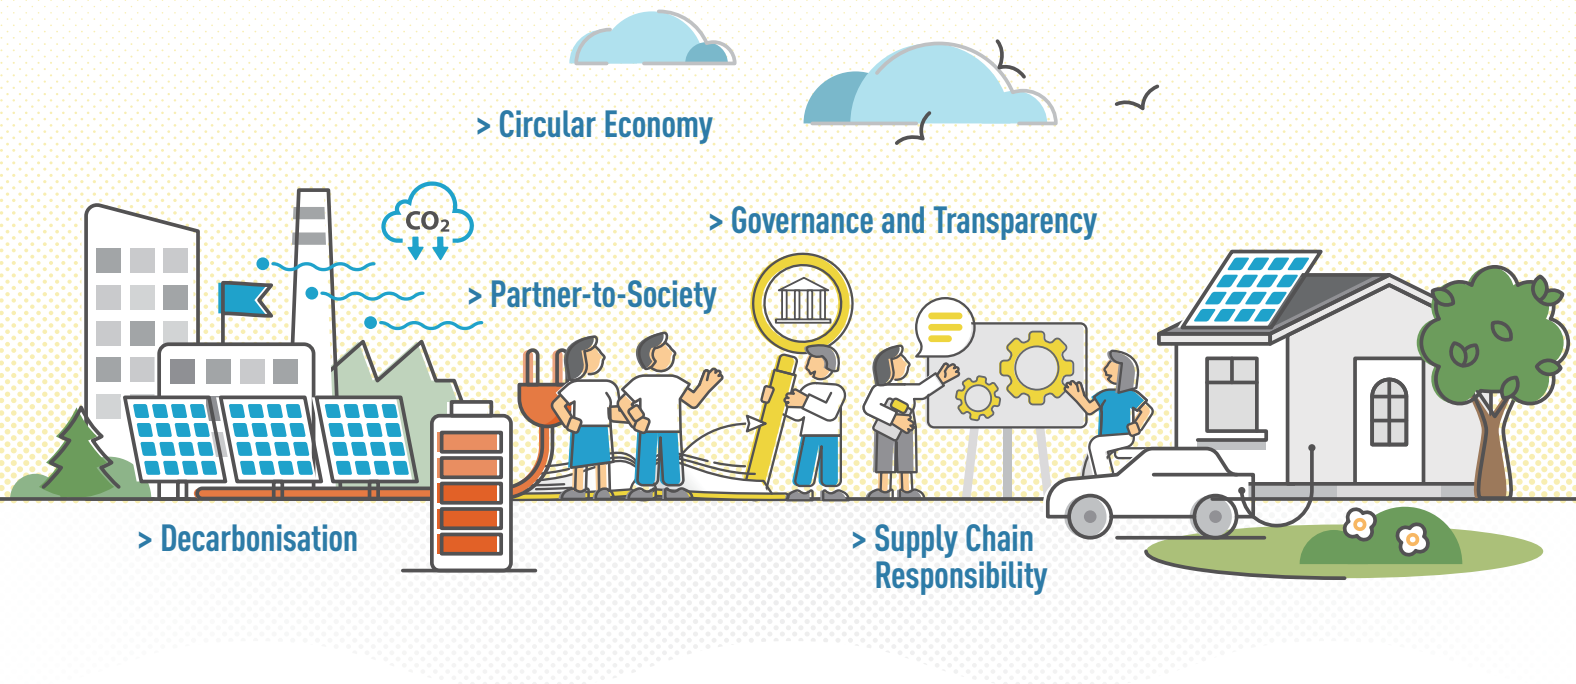 > Circular Economy
CO₂
> Governance and Transparency
> Partner-to-Society
> Decarbonisation
> Supply Chain
Responsibility